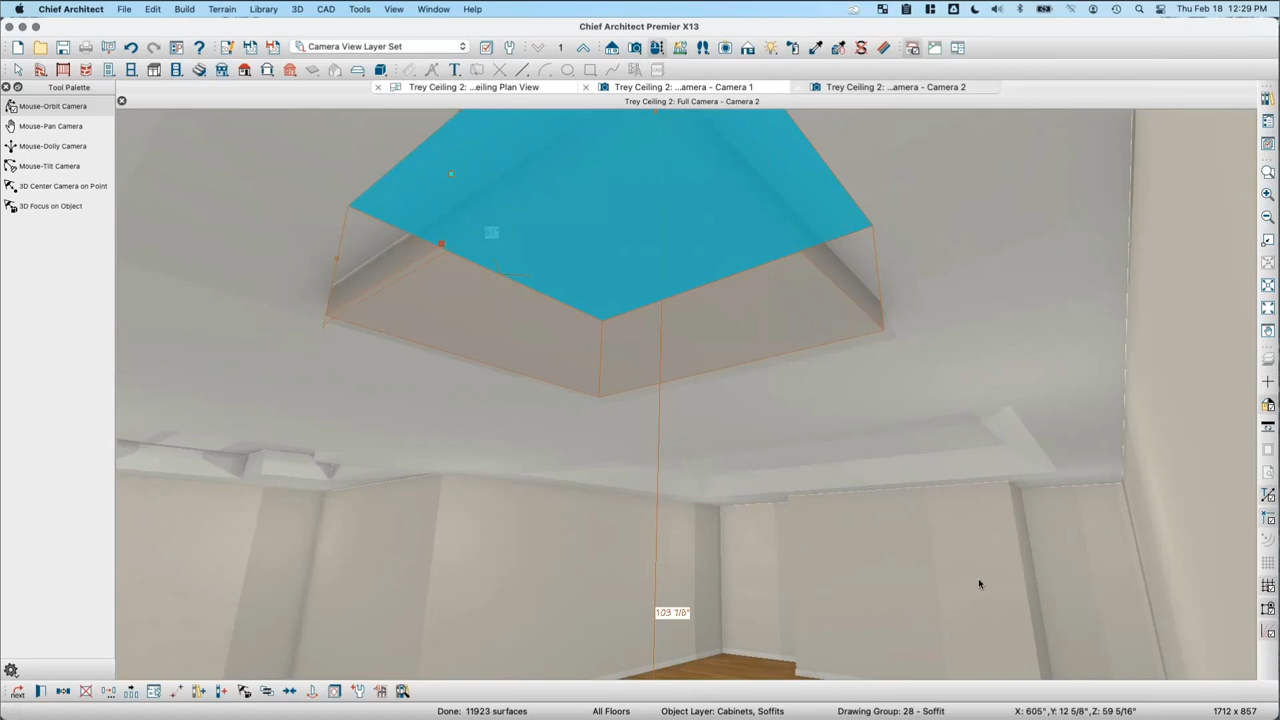 Chief Architect File Edit Build Terrain Library 3D CAD Tools View Window Help Thu Feb 18 12:29 PM
Chief Architect Premier X13
Camera View Layer Set 1
Tool Palette Trey Ceiling 2: ...eiling Plan View Trey Ceiling 2: ...amera - Camera 1 Trey Ceiling 2: ...amera - Camera 2
Trey Ceiling 2: Full Camera - Camera 2
Mouse-Orbit Camera
Mouse-Pan Camera
Mouse-Dolly Camera
Mouse-Tilt Camera
3D Center Camera on Point
3D Focus on Object
103 7/8"
next
Done: 11923 surfaces All Floors Object Layer: Cabinets, Soffits Drawing Group: 28 - Soffit X: 605", Y: 12 5/8", Z: 59 5/16" 1712 x 857